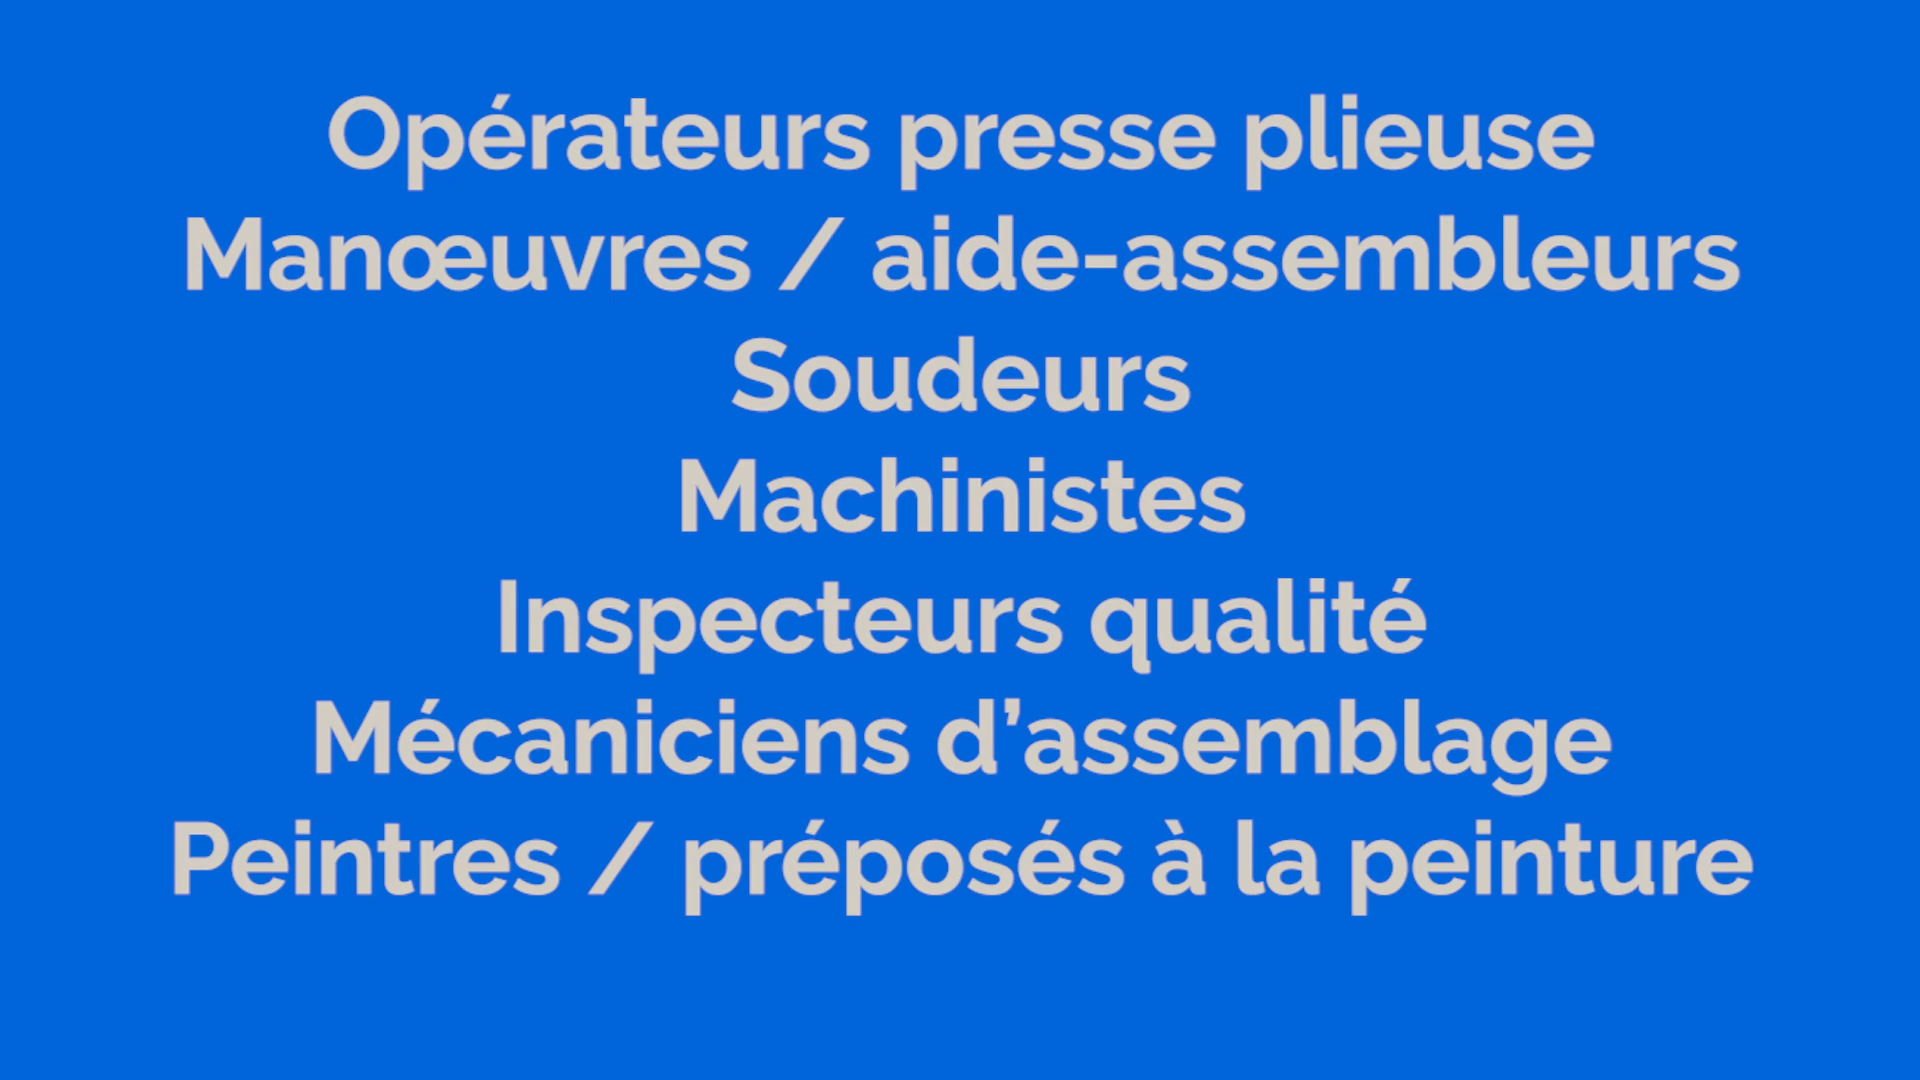 Opérateurs presse plieuse
Manœuvres / aide-assembleurs
Soudeurs
Machinistes
Inspecteurs qualité
Mécaniciens d’assemblage
Peintres / préposés à la peinture